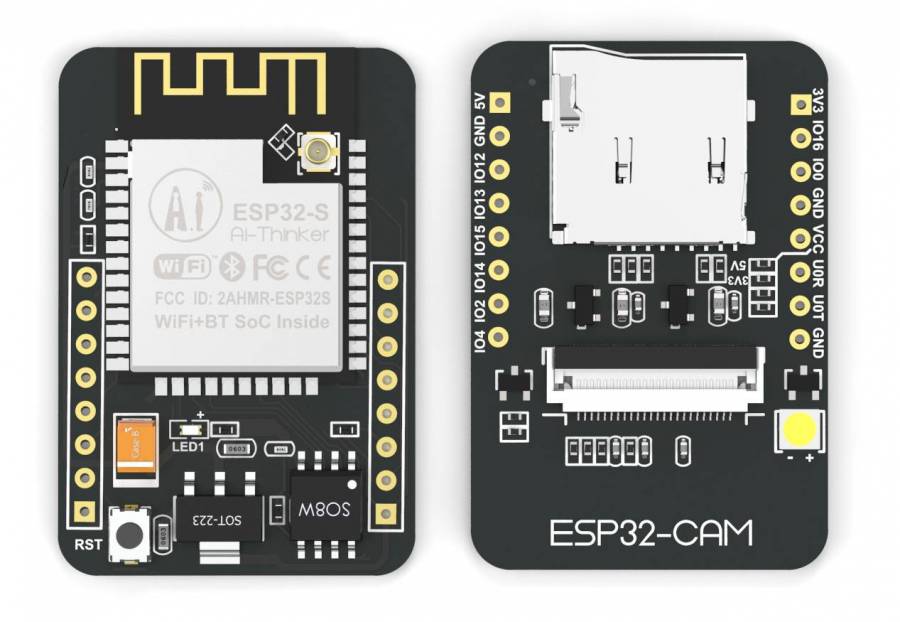 A.i
ESP32-S
Ai-Thinker
WiFi™ FC CE
FCC ID: 2AHMR-ESP32S
WiFi+BT SoC Inside
Case B
+
LED1
0603
SOT-223
SO8W
0603
RST
5V
GND
IO12
IO13
IO15
IO14
IO2
IO4
3V3
IO16
IO0
GND
VCC
U0R
U0T
GND
5V
3V3
- +
ESP32-CAM